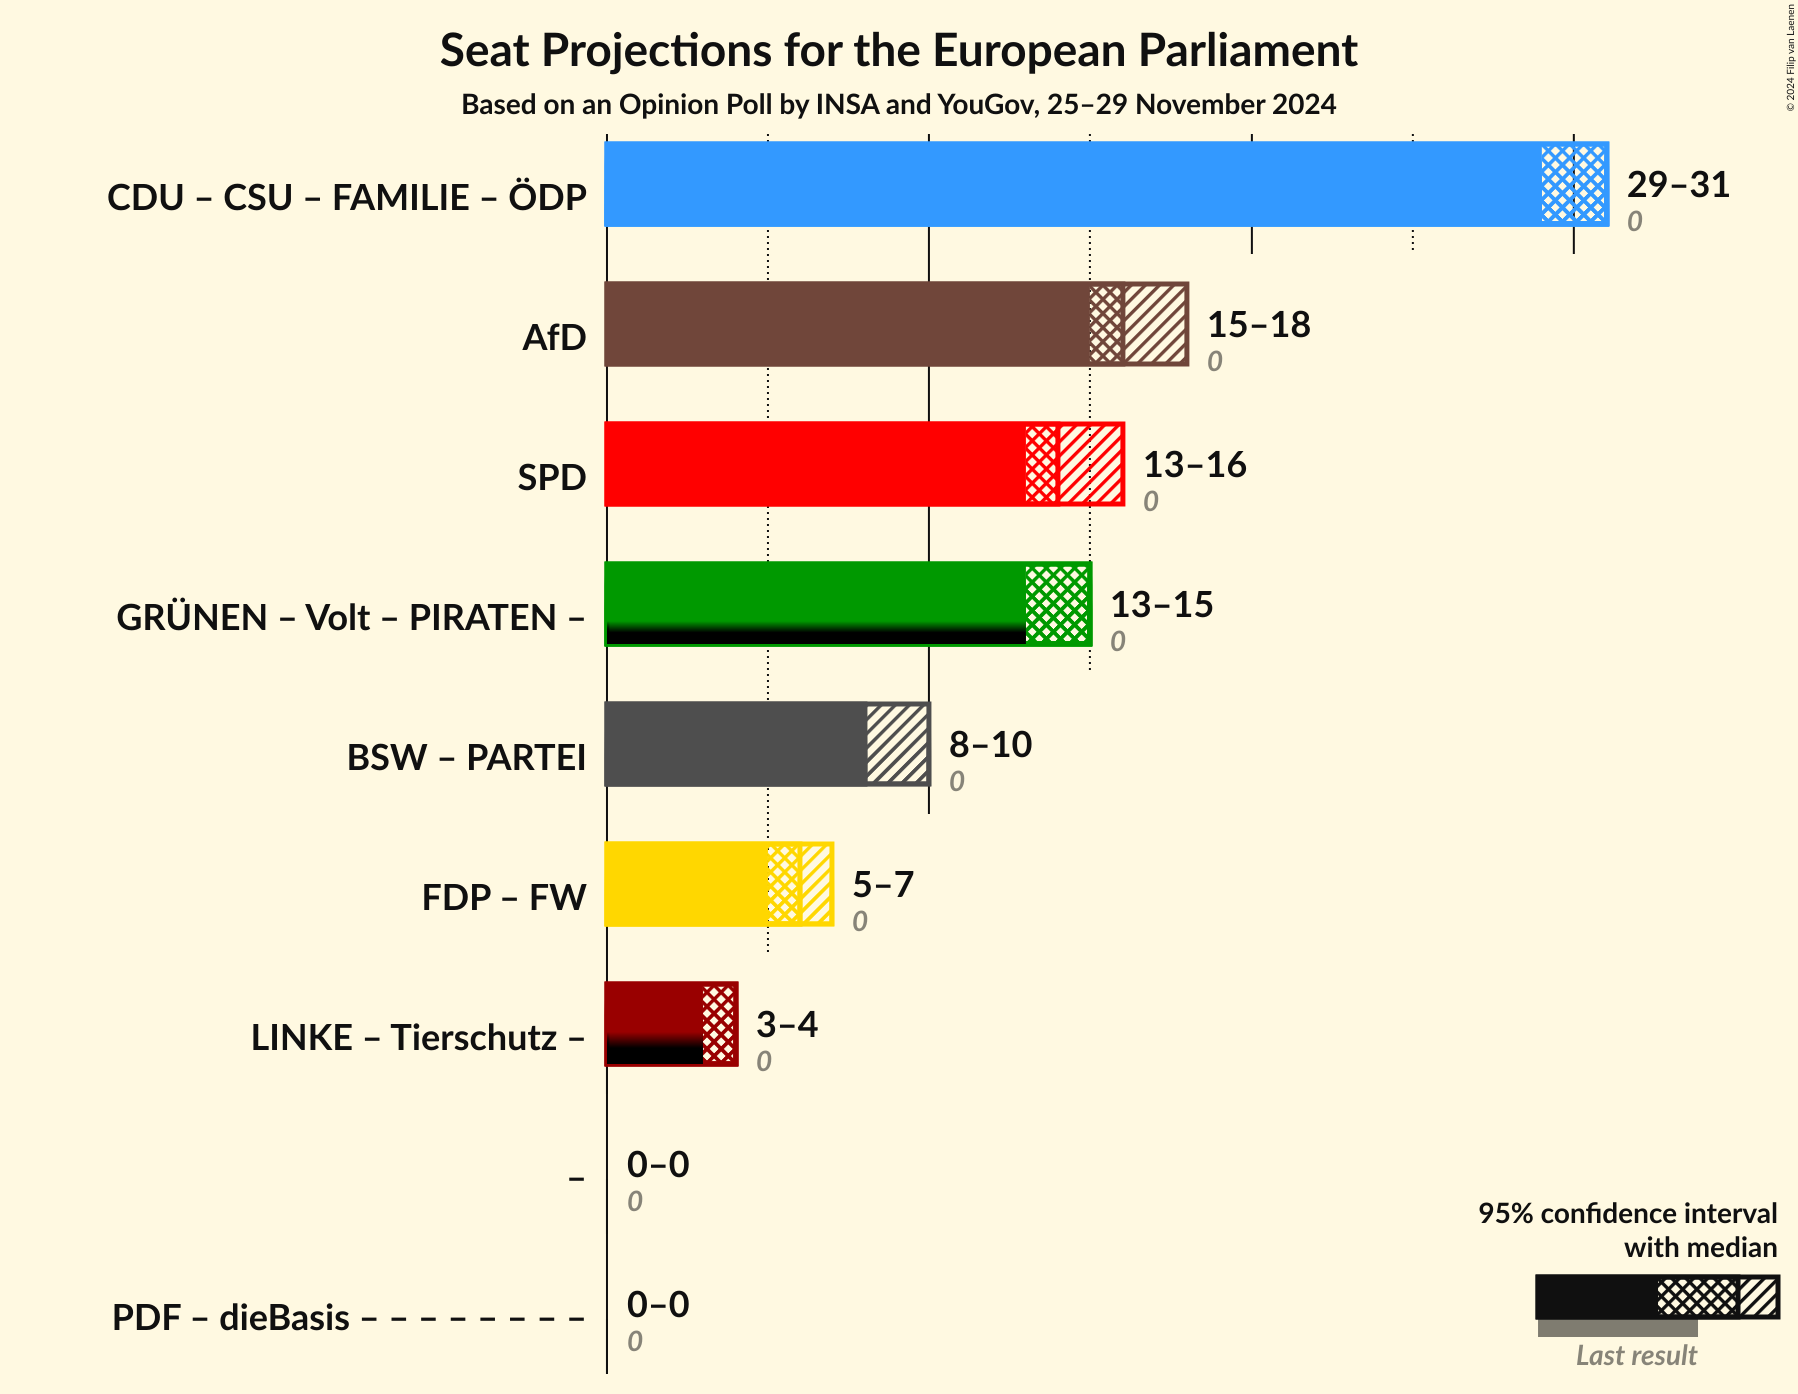 Seat Projections for the European Parliament
Based on an Opinion Poll by INSA and YouGov, 25–29 November 2024
© 2024 Filip van Laenen
CDU – CSU – FAMILIE – ÖDP
29–31
0
AfD
15–18
0
SPD
13–16
0
GRÜNEN – Volt – PIRATEN –
13–15
0
BSW – PARTEI
8–10
0
FDP – FW
5–7
0
LINKE – Tierschutz –
3–4
0
–
0–0
0
PDF – dieBasis – – – – – – – –
0–0
0
95% confidence interval
with median
Last result